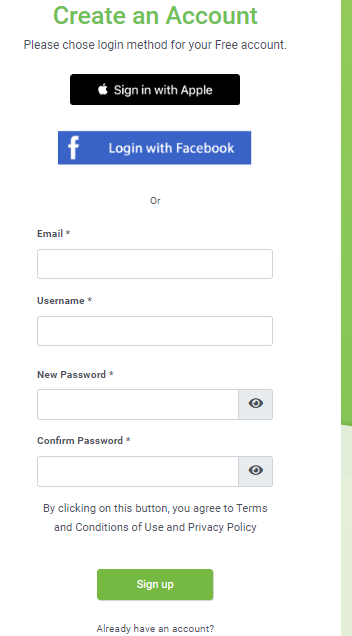 Create an Account
Please chose login method for your Free account.
Sign in with Apple
f Login with Facebook
Or
Email *
Username *
New Password *
Confirm Password *
By clicking on this button, you agree to Terms
and Conditions of Use and Privacy Policy
Sign up
Already have an account?